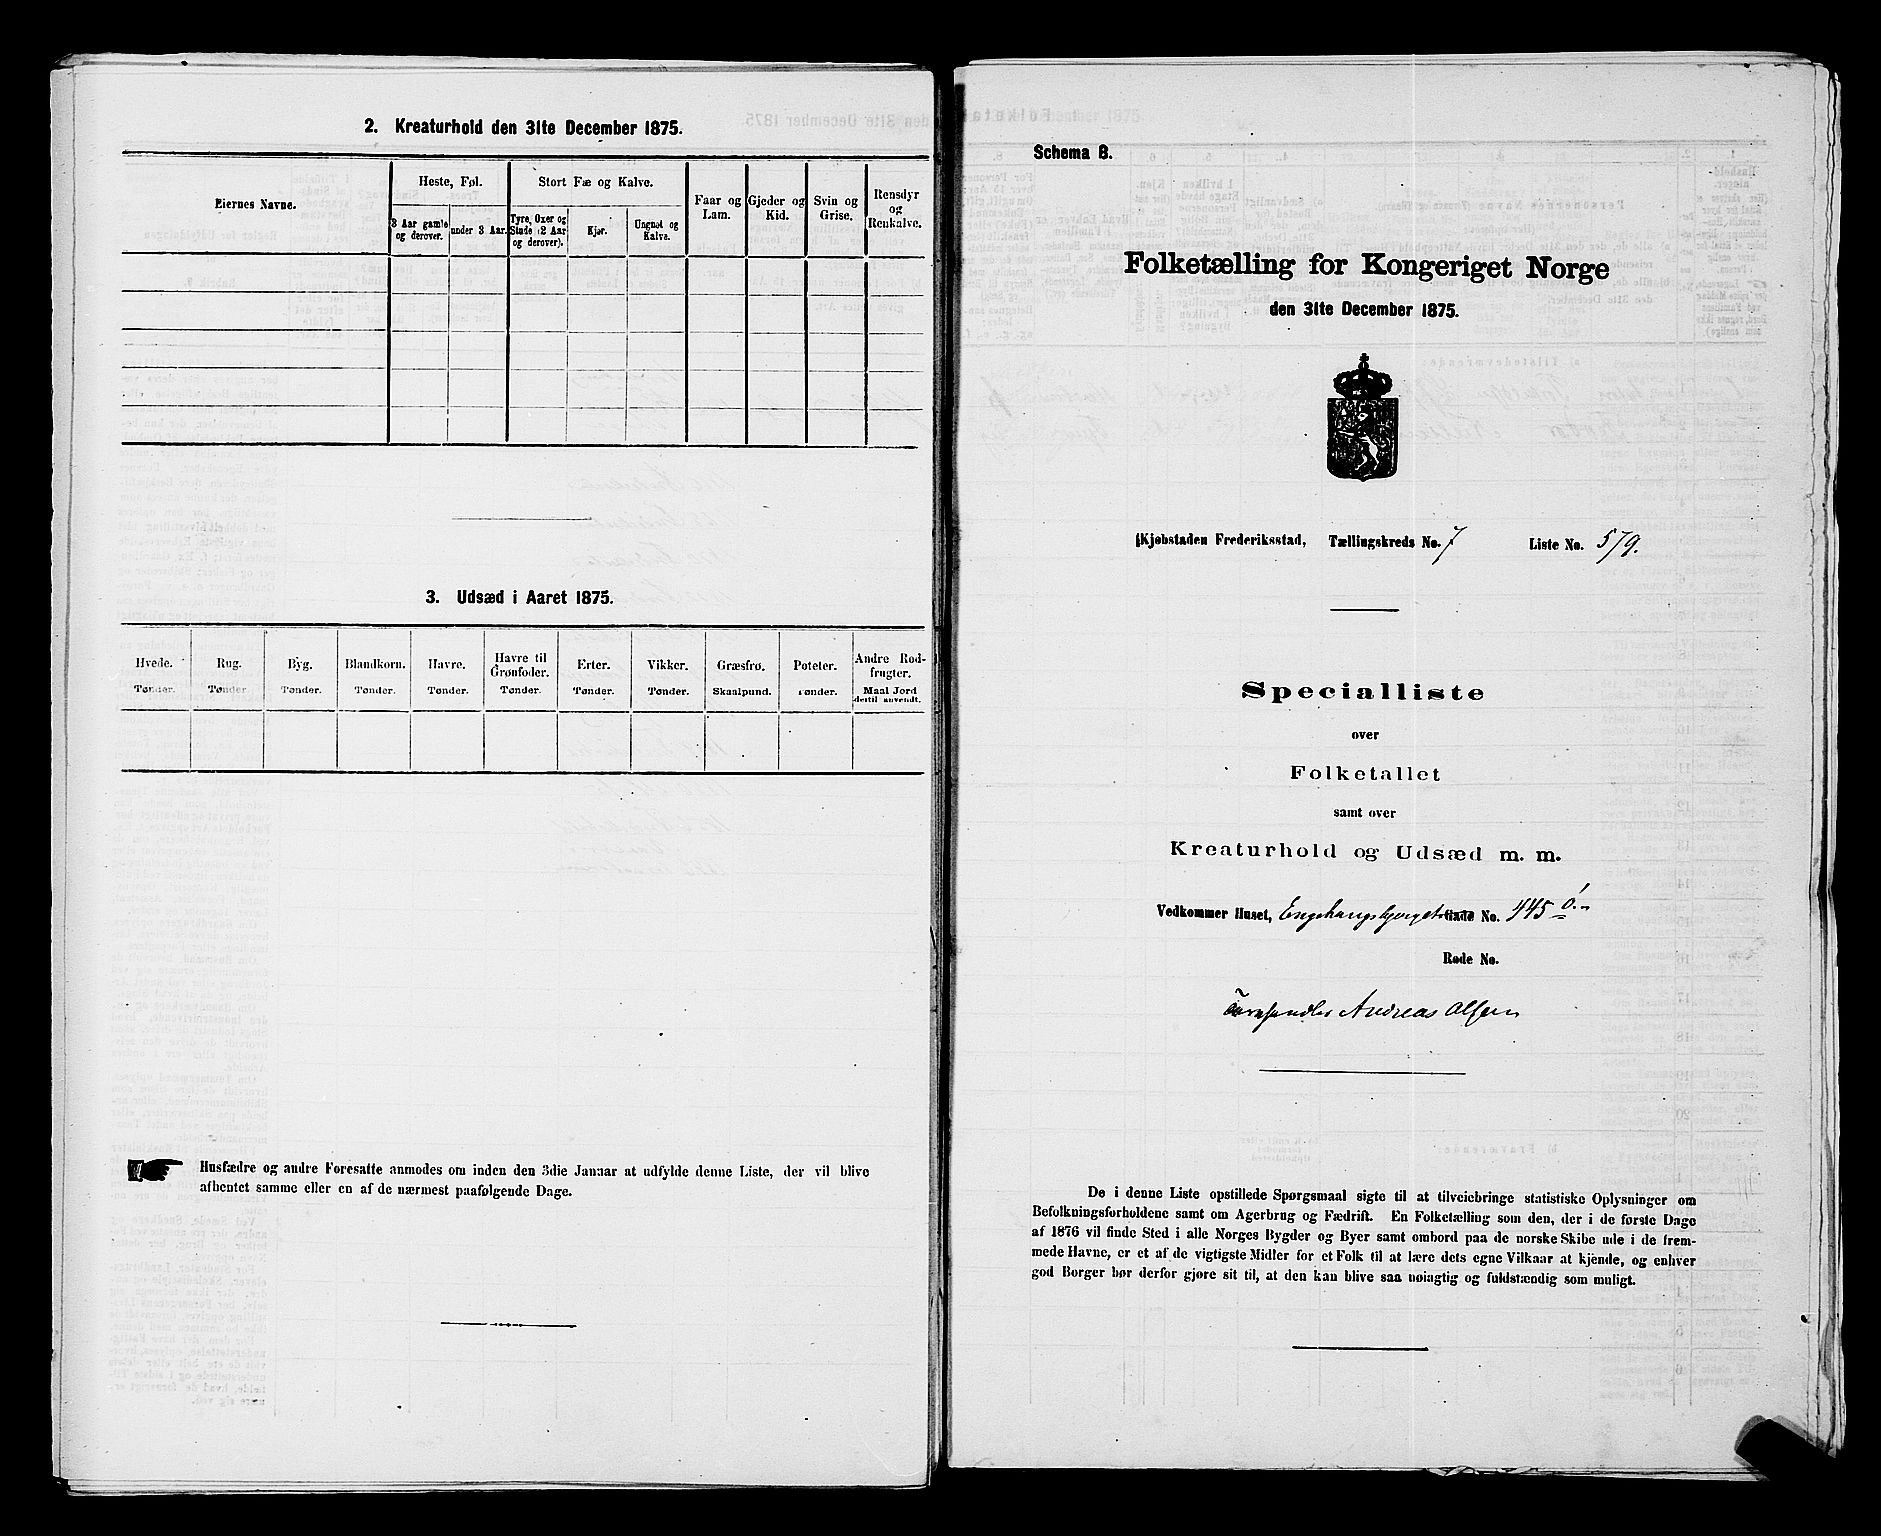 2. Kreaturhold den 31te December 1875.
Eiernes Navne.
Heste, Føl.
Stort Fæ og Kalve.
Faar og Lam.
Gjeder og Kid.
Svin og Grise.
Rensdyr og Renkalve.
3 Aar gamle og derover.
under 3 Aar.
Tyre, Oxer og Stude (2 Aar og derover).
Kjør.
Ungnøt og Kalve.
3. Udsæd i Aaret 1875.
Hvede. Rug. Byg. Blandkorn. Havre. Havre til Grønfoder. Erter. Vikker. Græsfrø. Poteter. Andre Rodfrugter.
Tønder. Tønder. Tønder. Tønder. Tønder. Tønder. Tønder. Tønder. Skaalpund. Tønder. Maal Jord dertil anvendt.
Husfædre og andre Foresatte anmodes om inden den 3die Januar at udfylde denne Liste, der vil blive
afhentet samme eller en af de nærmest paafølgende Dage.
Schema B.
Folketælling for Kongeriget Norge
den 31te December 1875.
Kjøbstaden Frederiksstad, Tællingskreds No. 7 Liste No. 579.
Specialliste
over
Folketallet
samt over
Kreaturhold og Udsæd m. m.
Vedkommer Huset, Gade No. 445
Rode No.
Andreas Olsen
De i denne Liste opstillede Spørgsmaal sigte til at tilveiebringe statistiske Oplysninger om
Befolkningsforholdene samt om Agerbrug og Fædrift. En Folketælling som den, der i de første Dage
af 1876 vil finde Sted i alle Norges Bygder og Byer samt ombord paa de norske Skibe ude i de frem-
mede Havne, er et af de vigtigste Midler for et Folk til at lære dets egne Vilkaar at kjende, og enhver
god Borger bør derfor gjøre sit til, at den kan blive saa nøiagtig og fuldstændig som muligt.